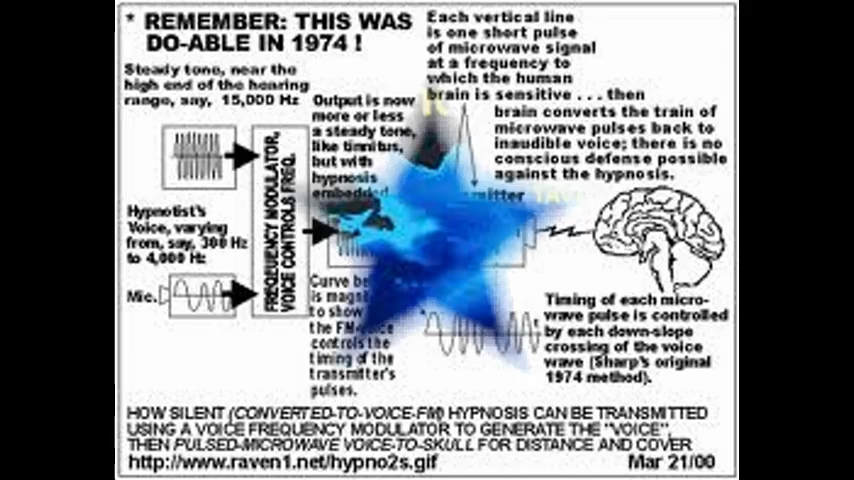 * REMEMBER: THIS WAS
DO-ABLE IN 1974 !
Steady tone, near the
high end of the hearing
range, say, 15,000 Hz
Each vertical line
is one short pulse
of microwave signal
at a frequency to
which the human
brain is sensitive . . . then
brain converts the train of
microwave pulses back to
inaudible voice; there is no
conscious defense possible
against the hypnosis.
Output is now
more or less
a steady tone,
like tinnitus,
but with
hypnosis
embedded
FREQEUENCY MODULATOR,
VOICE CONTROLS FREQ.
Hypnotist's
Voice, varying
from, say, 300 Hz
to 4,000 Hz
Mic.
Curve
is
to show
the FM-voice
controls the
timing of the
transmitter's
pulses.
Timing of each micro-
wave pulse is controlled
by each down-slope
crossing of the voice
wave (Sharp's original
1974 method).
HOW SILENT (CONVERTED-TO-VOICE-FM) HYPNOSIS CAN BE TRANSMITTED
USING A VOICE FREQUENCY MODULATOR TO GENERATE THE "VOICE",
THEN PULSED-MICROWAVE VOICE-TO-SKULL FOR DISTANCE AND COVER
http://www.raven1.net/hypno2s.gif
Mar 21/00